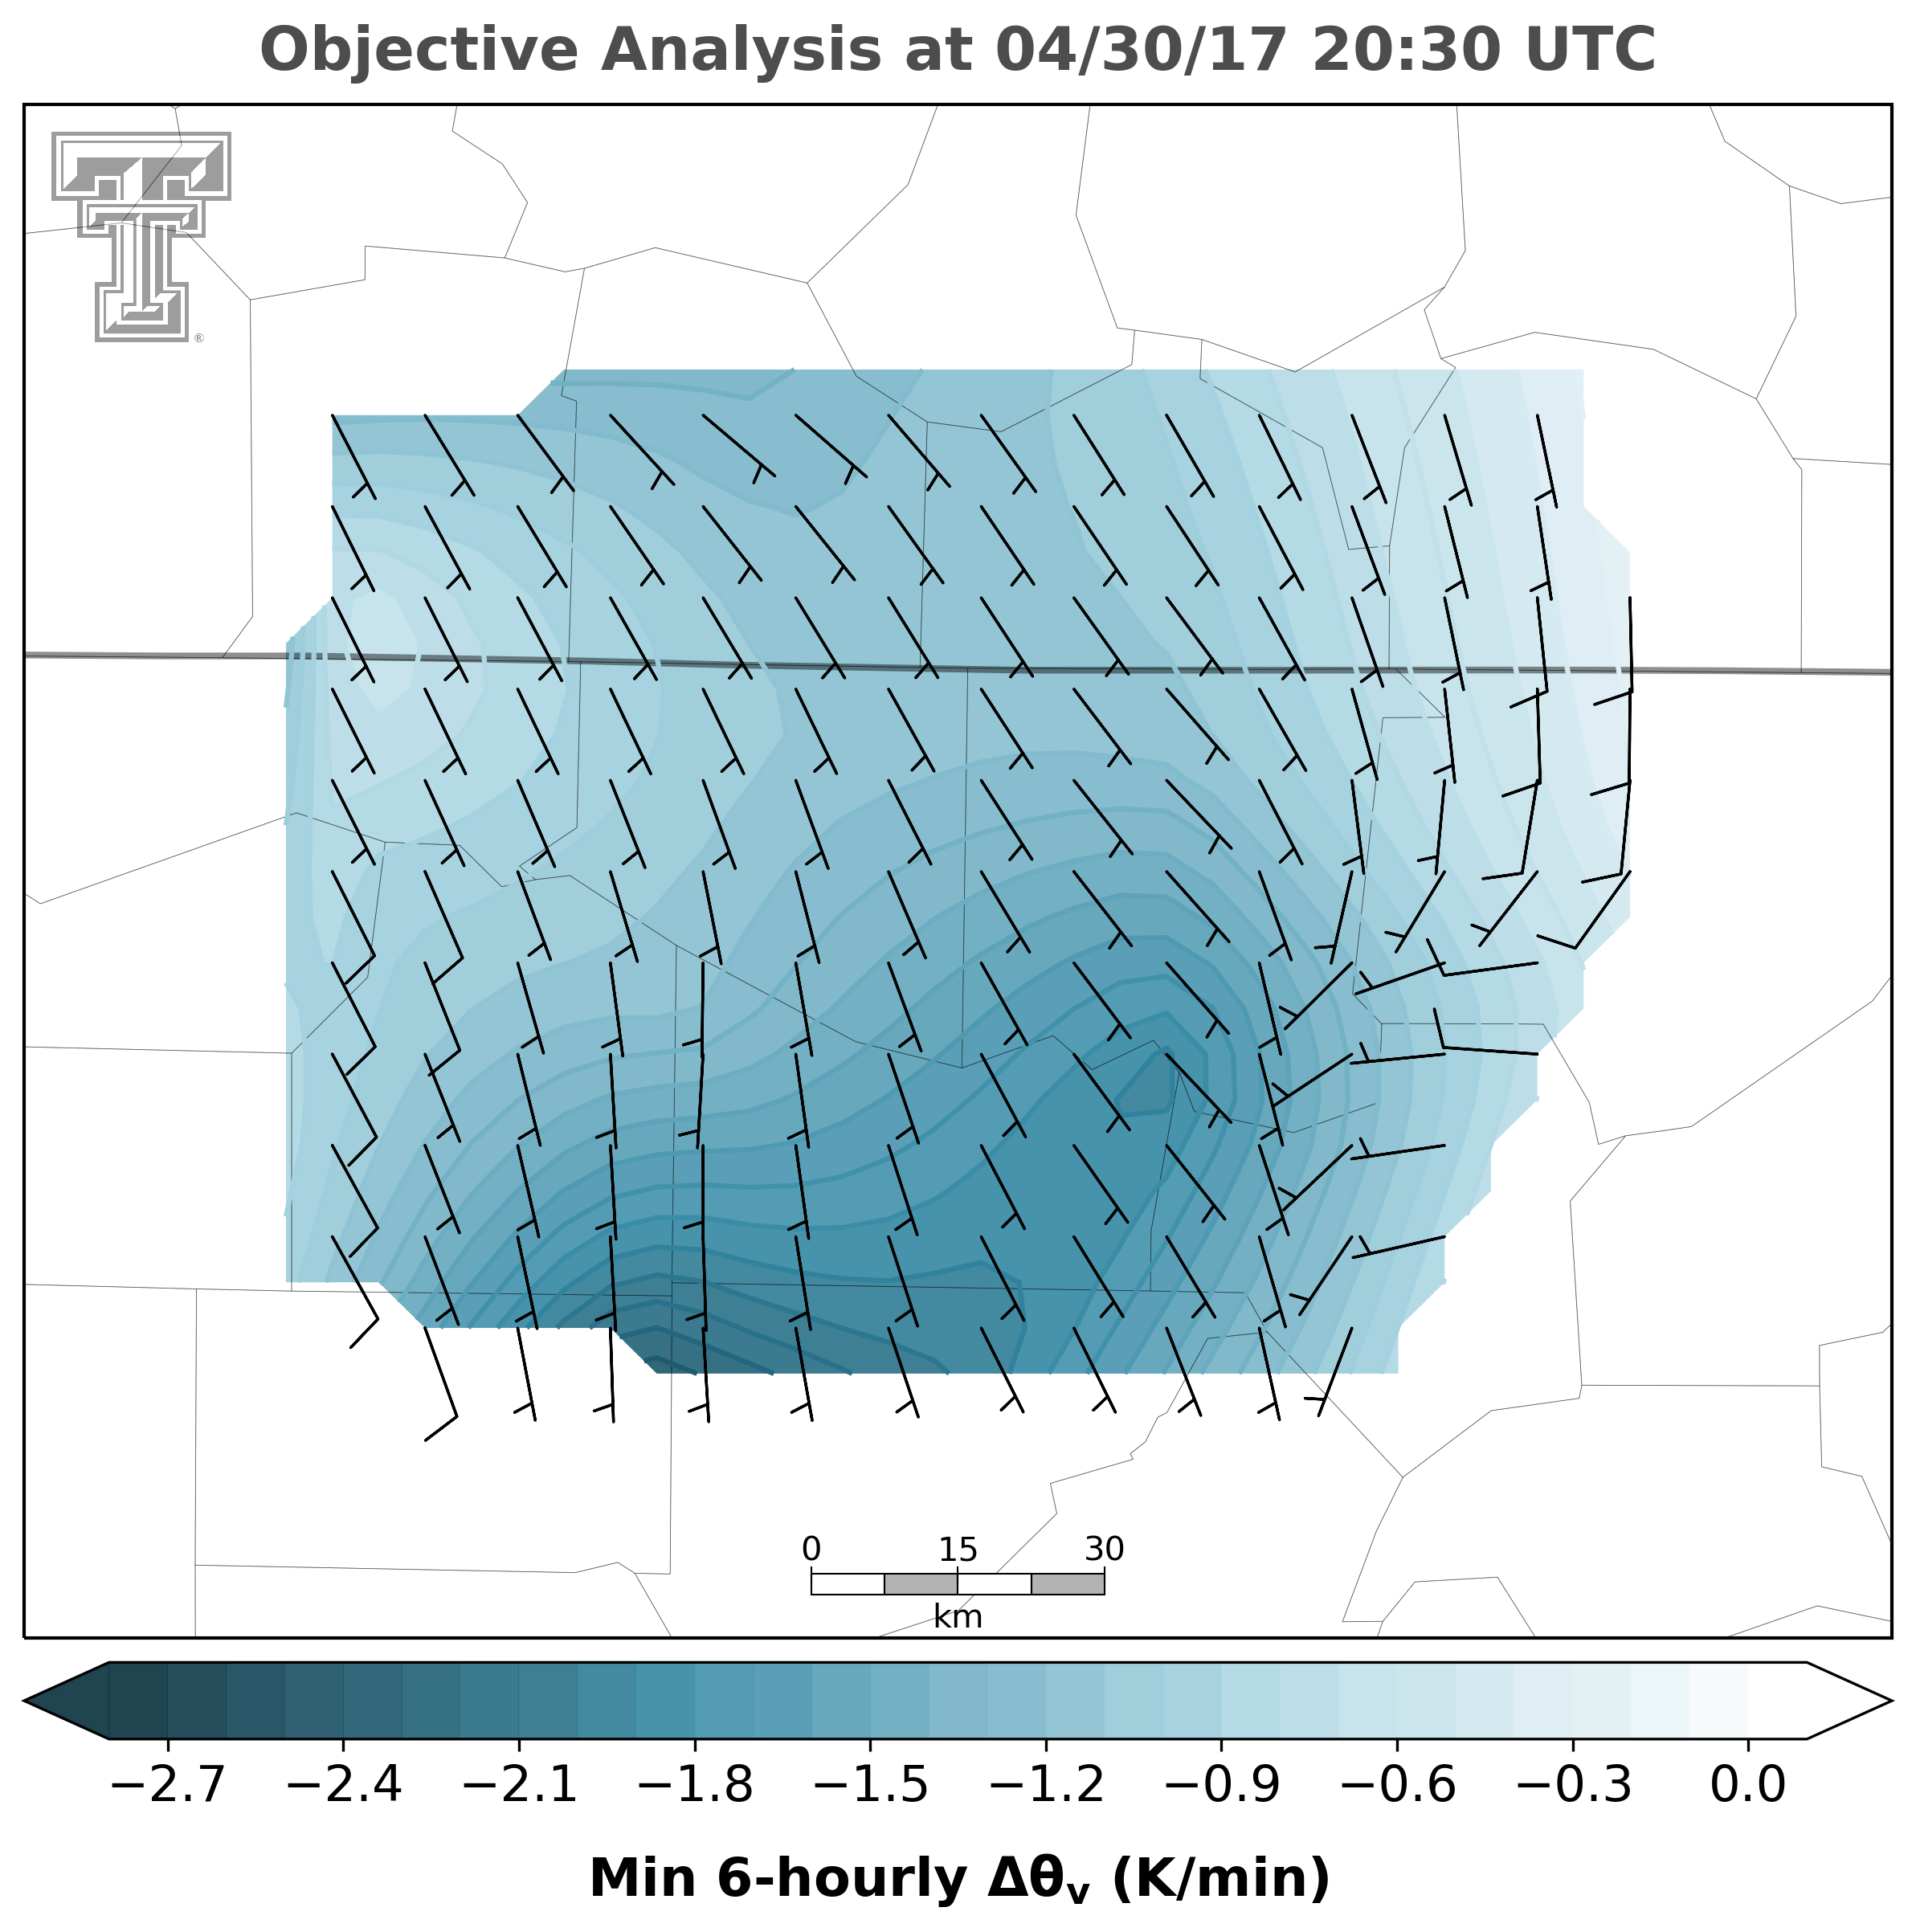 Objective Analysis at 04/30/17 20:30 UTC
®
0 15 30
km
−2.7 −2.4 −2.1 −1.8 −1.5 −1.2 −0.9 −0.6 −0.3 0.0
Min 6-hourly Δθv (K/min)